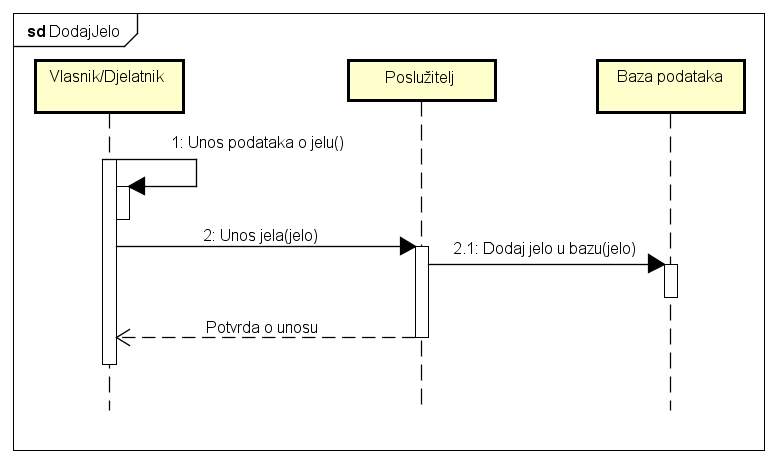 sd DodajJelo
Vlasnik/Djelatnik
Poslužitelj
Baza podataka
1: Unos podataka o jelu()
2: Unos jela(jelo)
2.1: Dodaj jelo u bazu(jelo)
Potvrda o unosu